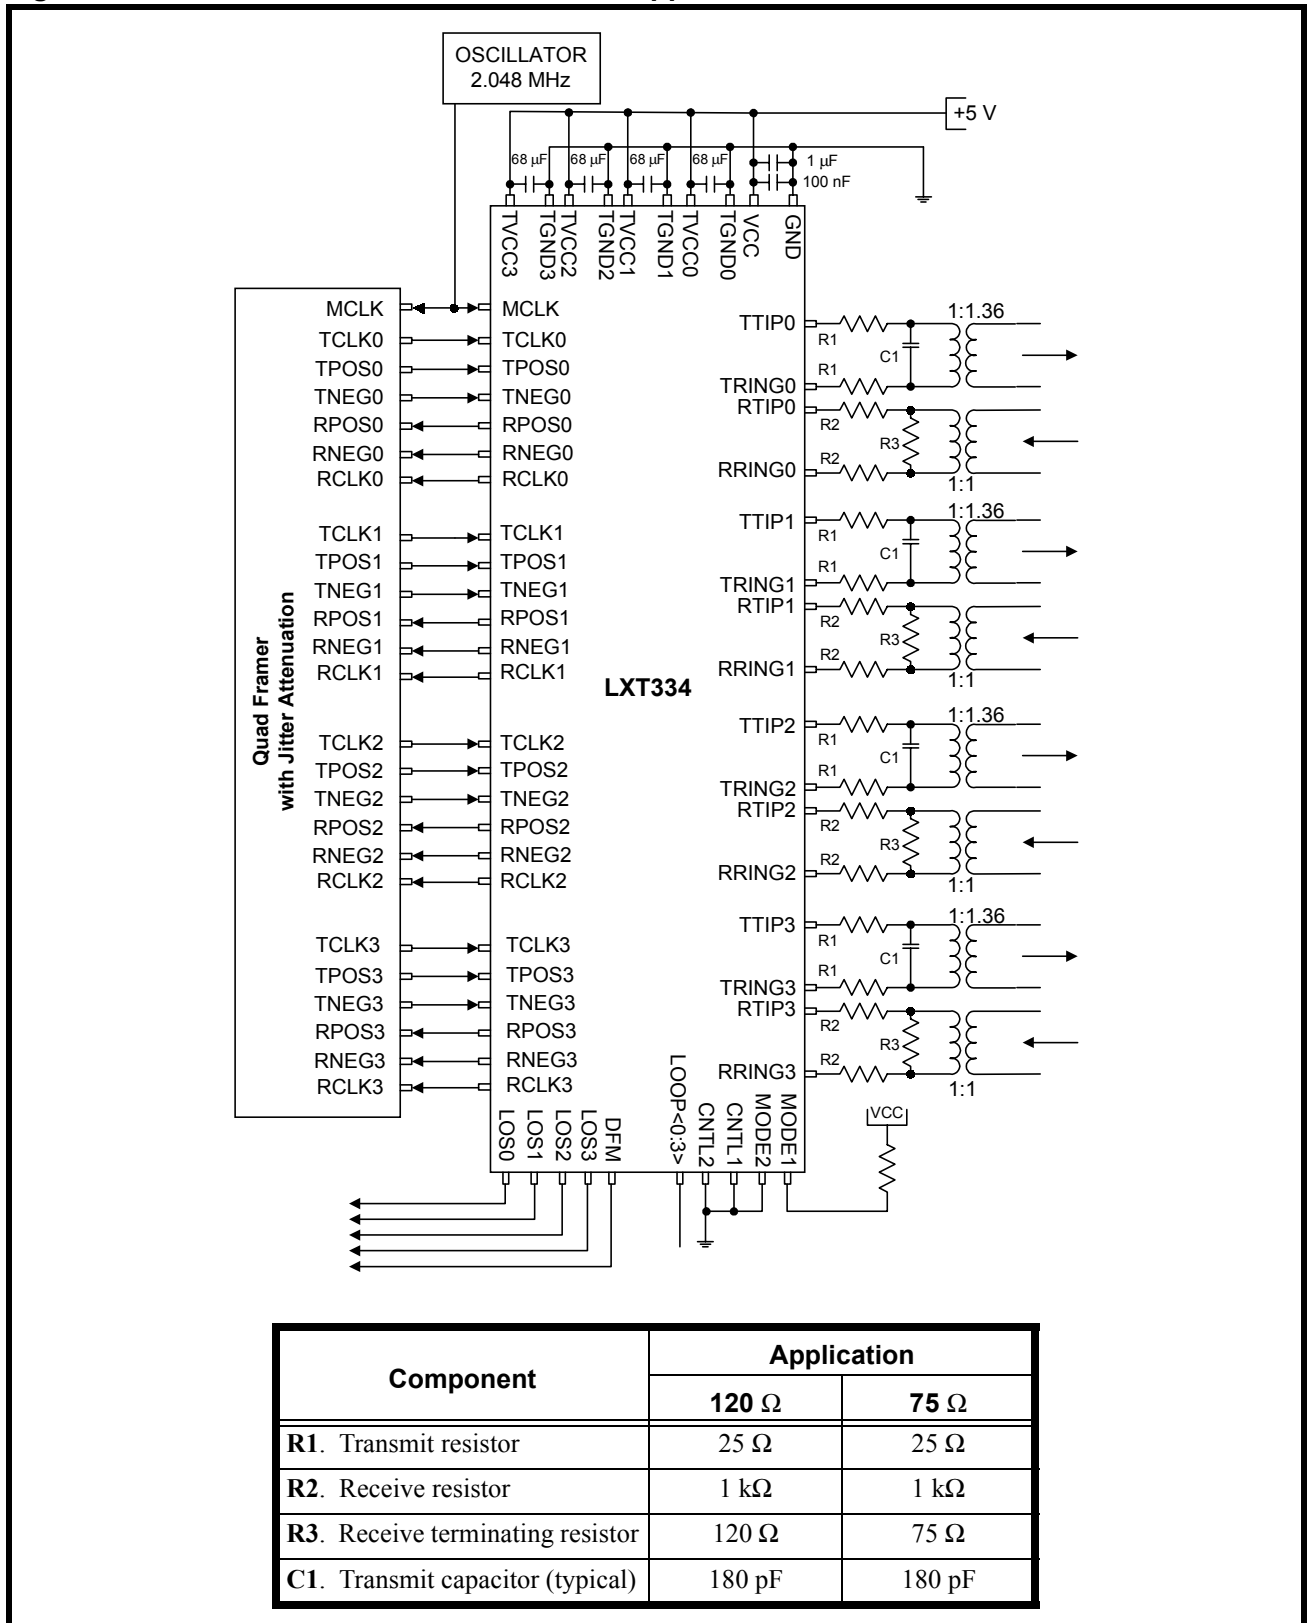 OSCILLATOR
2.048 MHz
+5 V
68 µF
68 µF
68 µF
68 µF
1 µF
100 nF
TVCC3
TGND3
TVCC2
TGND2
TVCC1
TGND1
TVCC0
TGND0
VCC
GND
Quad Framer
with Jitter Attenuation
MCLK
TCLK0
TPOS0
TNEG0
RPOS0
RNEG0
RCLK0
TCLK1
TPOS1
TNEG1
RPOS1
RNEG1
RCLK1
TCLK2
TPOS2
TNEG2
RPOS2
RNEG2
RCLK2
TCLK3
TPOS3
TNEG3
RPOS3
RNEG3
RCLK3
MCLK
TCLK0
TPOS0
TNEG0
RPOS0
RNEG0
RCLK0
TCLK1
TPOS1
TNEG1
RPOS1
RNEG1
RCLK1
TCLK2
TPOS2
TNEG2
RPOS2
RNEG2
RCLK2
TCLK3
TPOS3
TNEG3
RPOS3
RNEG3
RCLK3
LXT334
TTIP0
TRING0
RTIP0
RRING0
R1
R1
C1
1:1.36
R2
R2
R3
1:1
TTIP1
TRING1
RTIP1
RRING1
R1
R1
C1
1:1.36
R2
R2
R3
1:1
TTIP2
TRING2
RTIP2
RRING2
R1
R1
C1
1:1.36
R2
R2
R3
1:1
TTIP3
TRING3
RTIP3
RRING3
R1
R1
C1
1:1.36
R2
R2
R3
1:1
LOS0
LOS1
LOS2
LOS3
DFM
LOOP<0:3>
CNTL2
CNTL1
MODE2
MODE1
VCC
Component Application
120 Ω 75 Ω
R1. Transmit resistor 25 Ω 25 Ω
R2. Receive resistor 1 kΩ 1 kΩ
R3. Receive terminating resistor 120 Ω 75 Ω
C1. Transmit capacitor (typical) 180 pF 180 pF